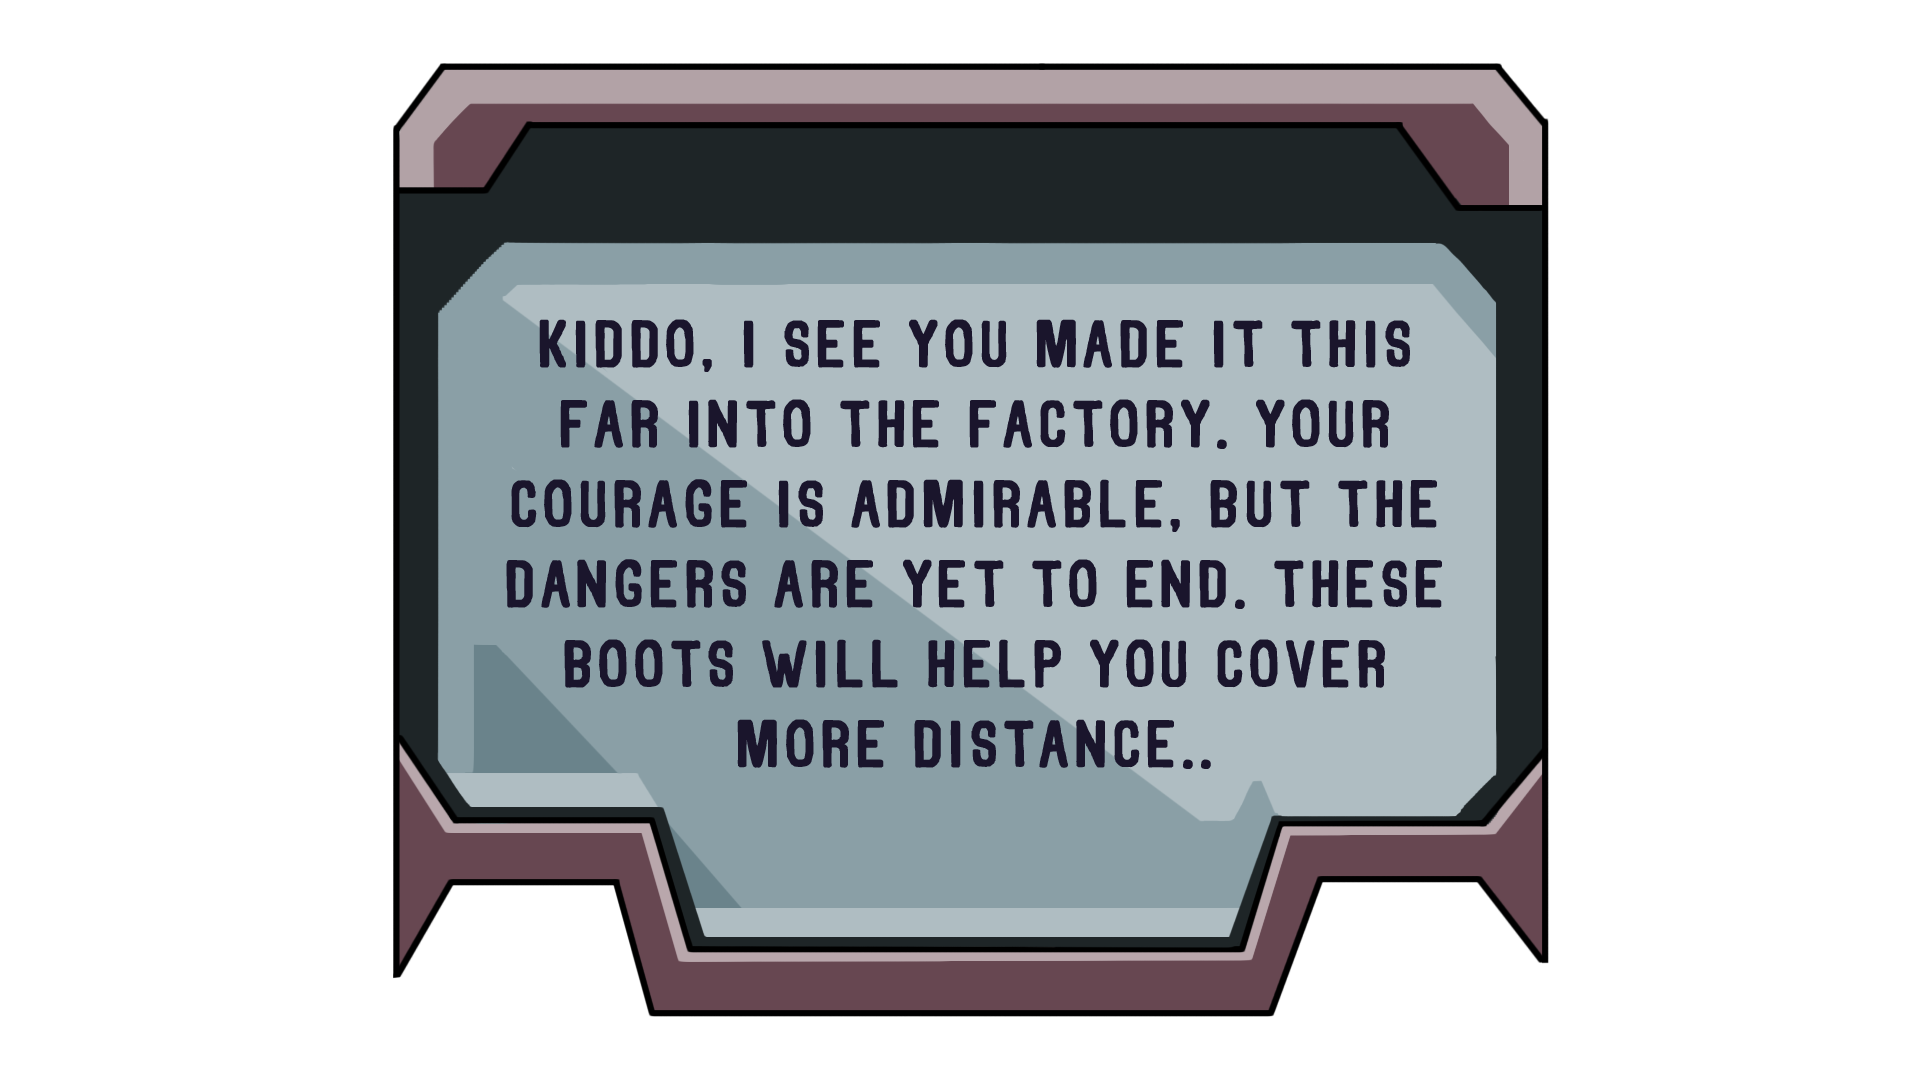 KIDDO, I SEE YOU MADE IT THIS
FAR INTO THE FACTORY. YOUR
COURAGE IS ADMIRABLE, BUT THE
DANGERS ARE YET TO END. THESE
BOOTS WILL HELP YOU COVER
MORE DISTANCE..